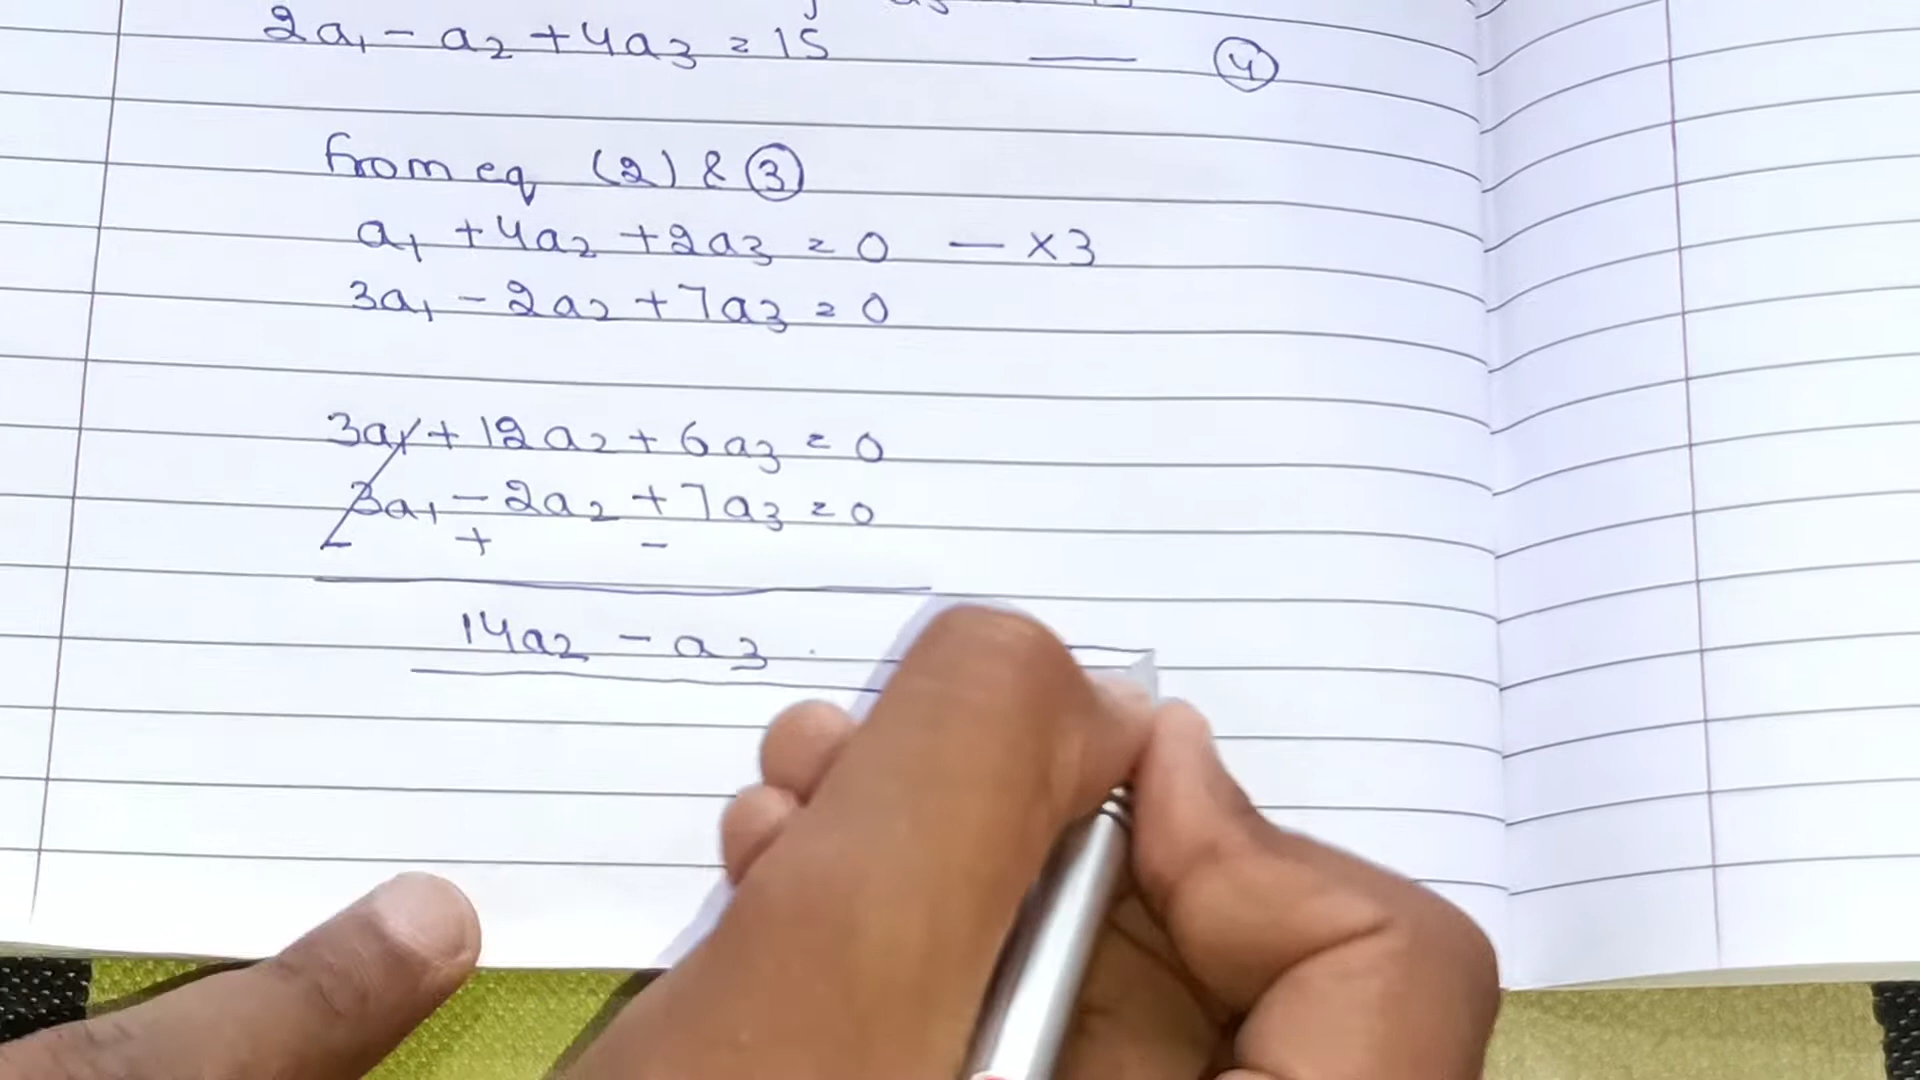 2a₁ - a₂ + 4a₃ = 15 —— ④
from eq (2) & ③
a₁ + 4a₂ + 2a₃ = 0 — ×3
3a₁ - 2a₂ + 7a₃ = 0
3a₁ + 12a₂ + 6a₃ = 0
3a₁ - 2a₂ + 7a₃ = 0
- + -
14a₂ - a₃